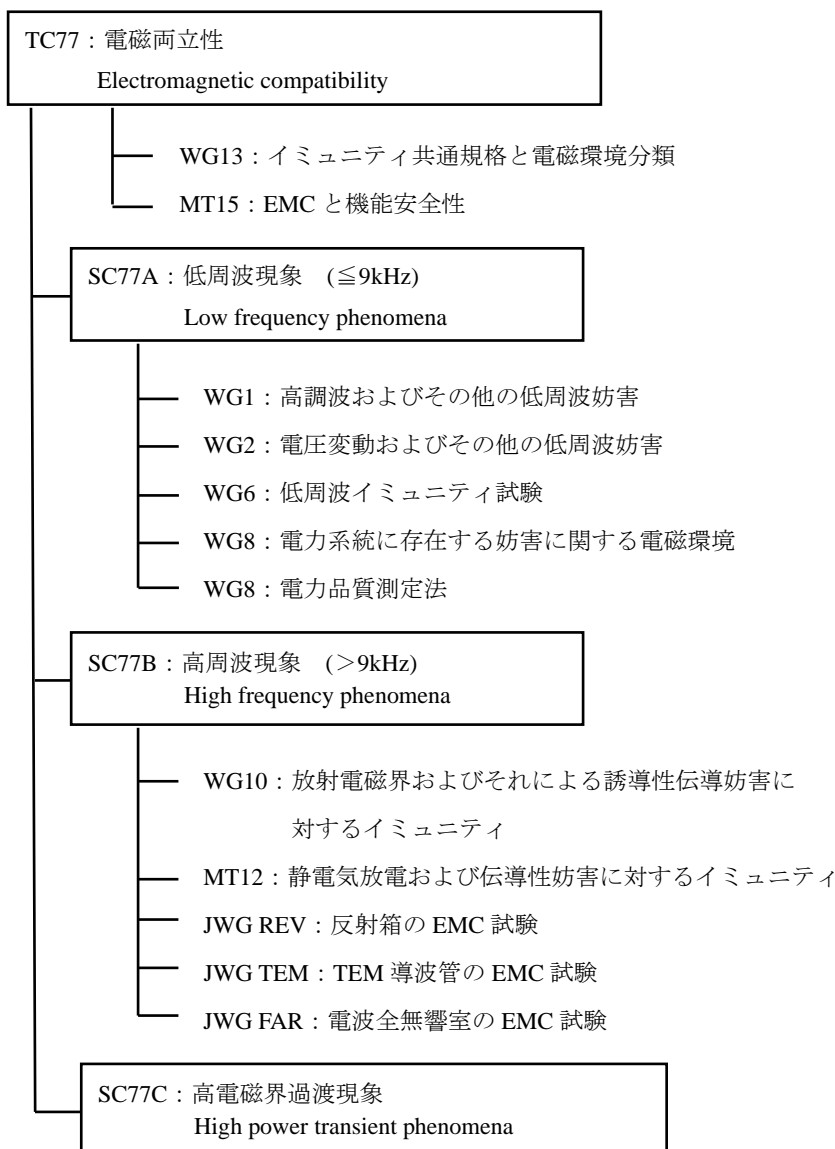 TC77：電磁両立性
Electromagnetic compatibility
WG13：イミュニティ共通規格と電磁環境分類
MT15：EMC と機能安全性
SC77A：低周波現象　(≦9kHz)
Low frequency phenomena
WG1：高調波およびその他の低周波妨害
WG2：電圧変動およびその他の低周波妨害
WG6：低周波イミュニティ試験
WG8：電力系統に存在する妨害に関する電磁環境
WG8：電力品質測定法
SC77B：高周波現象　(＞9kHz)
High frequency phenomena
WG10：放射電磁界およびそれによる誘導性伝導妨害に
対するイミュニティ
MT12：静電気放電および伝導性妨害に対するイミュニティ
JWG REV：反射箱の EMC 試験
JWG TEM：TEM 導波管の EMC 試験
JWG FAR：電波全無響室の EMC 試験
SC77C：高電磁界過渡現象
High power transient phenomena